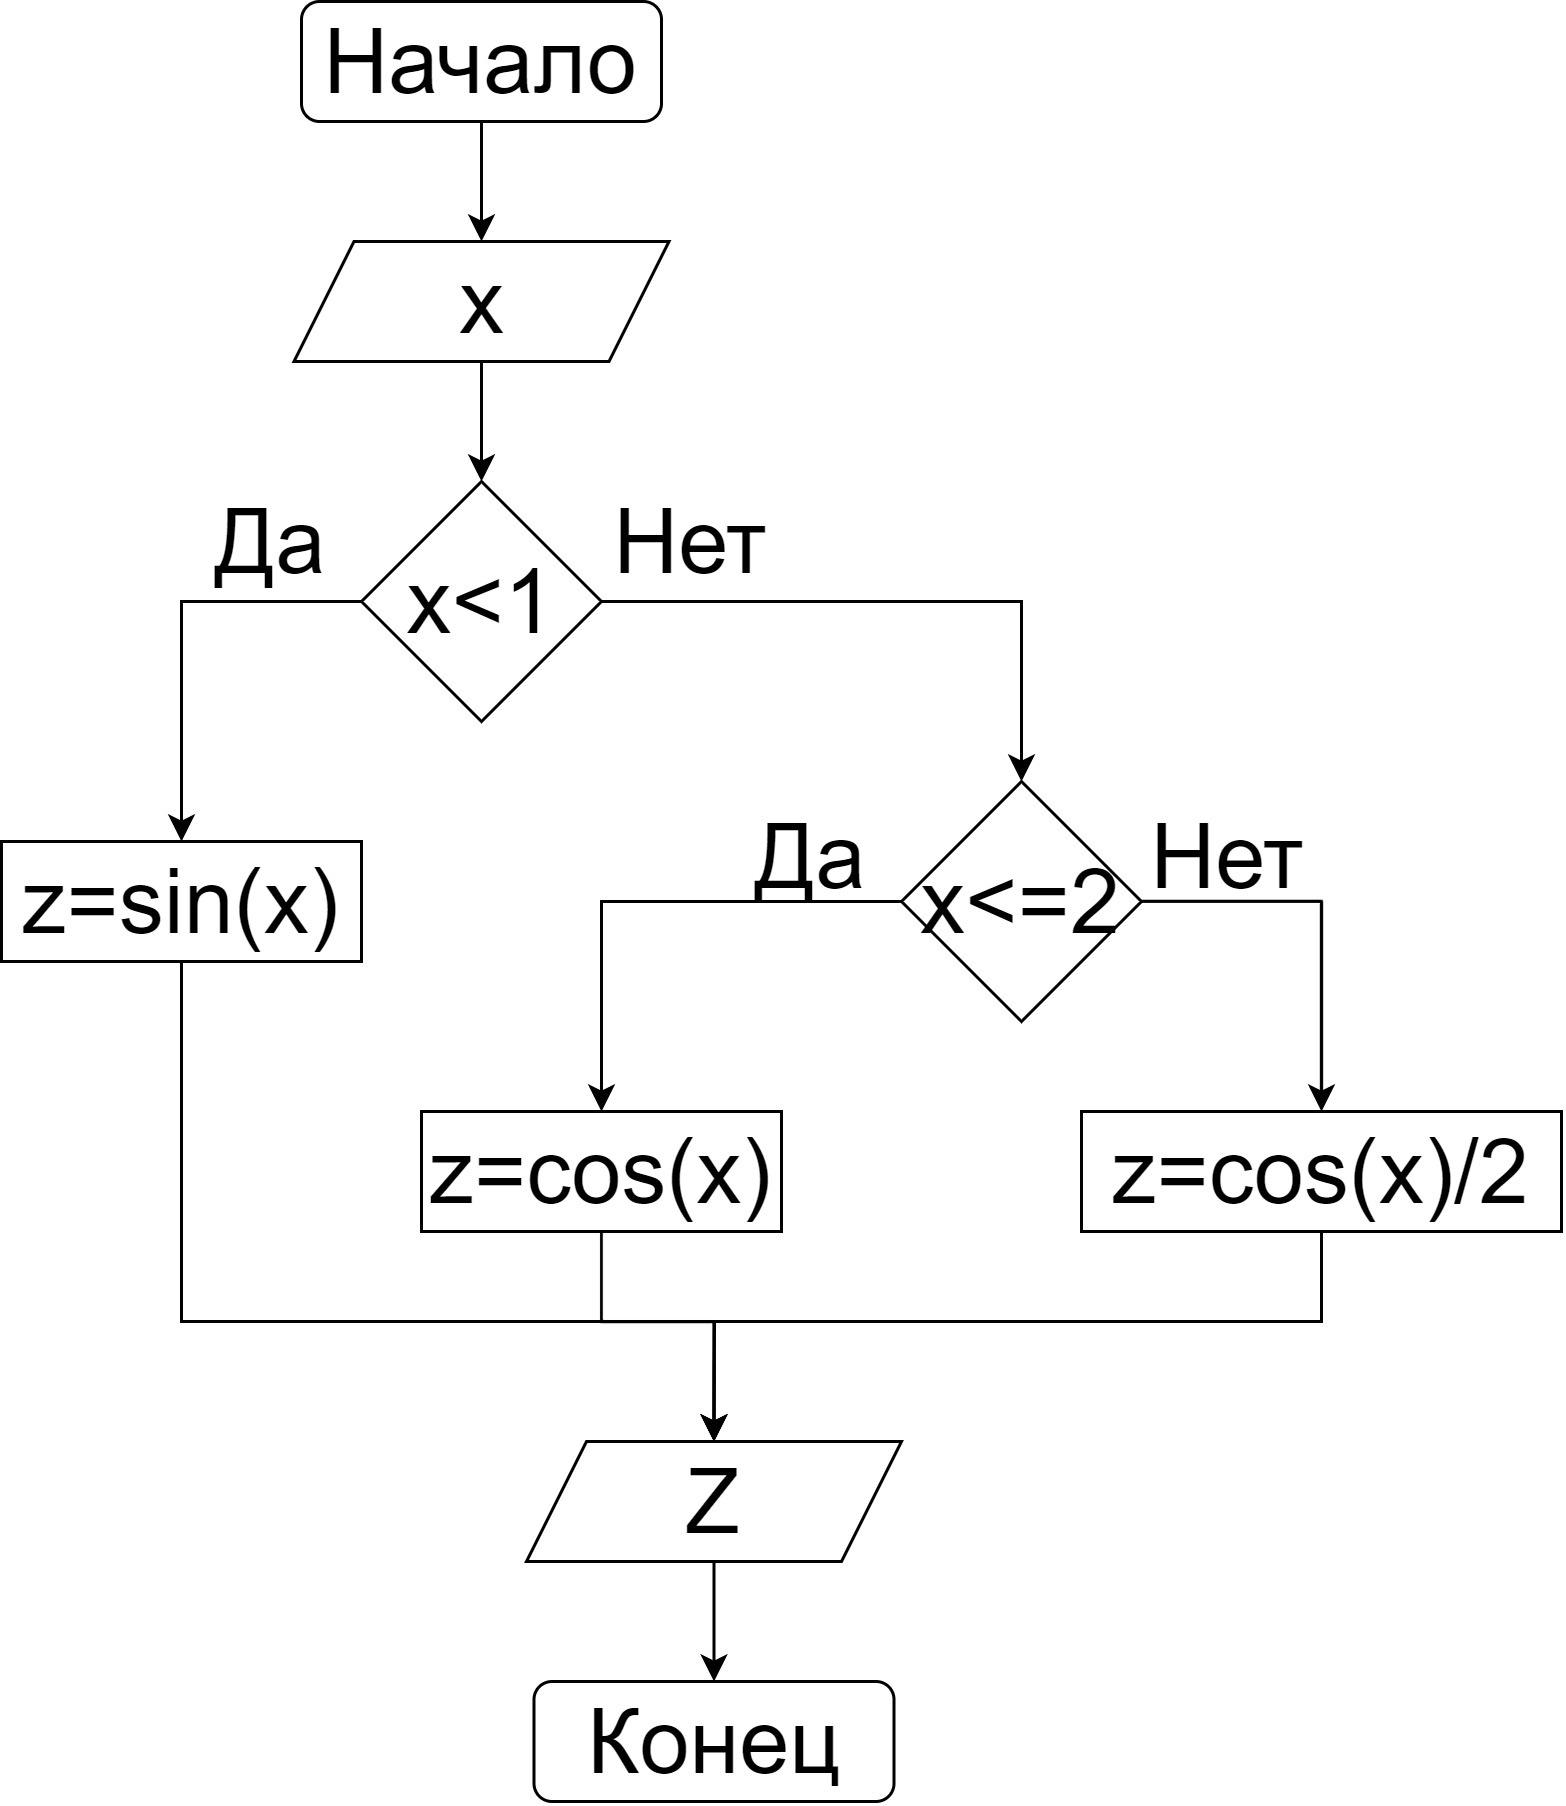 Начало
x
Да
Нет
x<1
Да
Нет
z=sin(x)
x<=2
z=cos(x)
z=cos(x)/2
Z
Конец